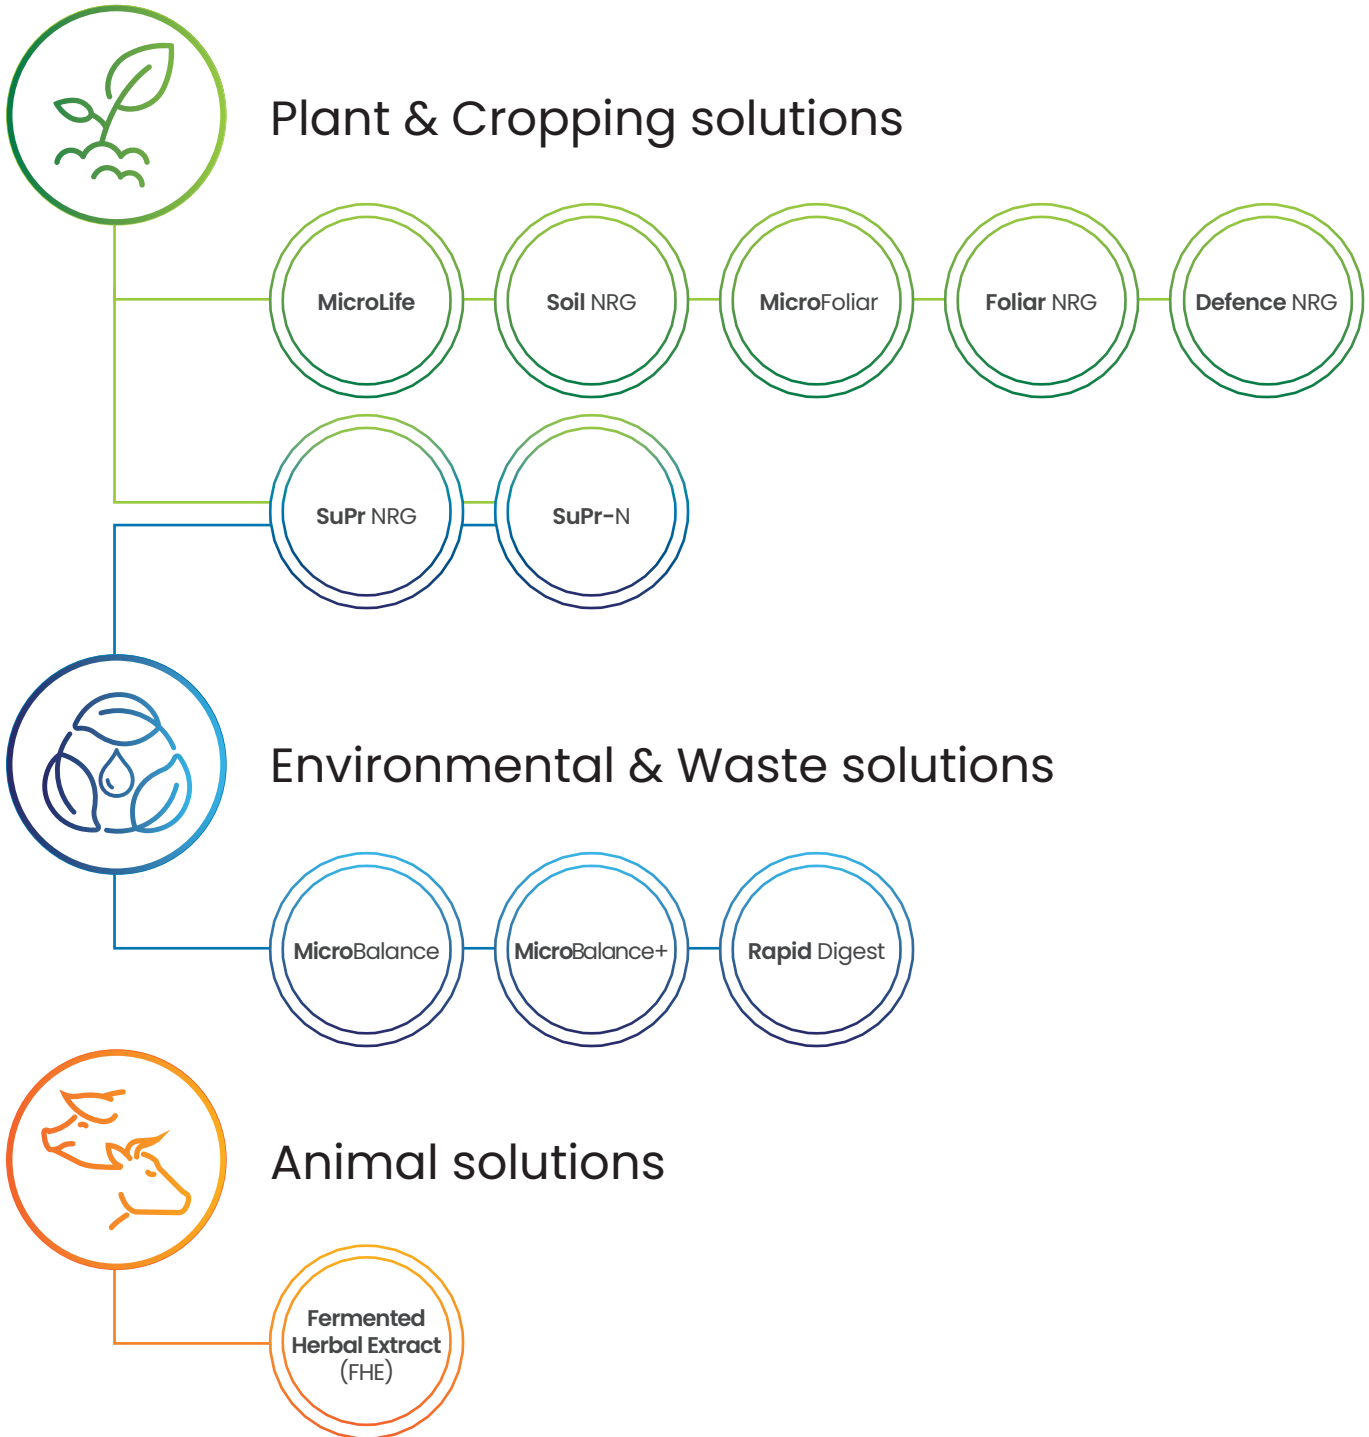 Plant & Cropping solutions
MicroLife
Soil NRG
MicroFoliar
Foliar NRG
Defence NRG
SuPr NRG
SuPr-N
Environmental & Waste solutions
MicroBalance
MicroBalance+
Rapid Digest
Animal solutions
Fermented
Herbal Extract
(FHE)